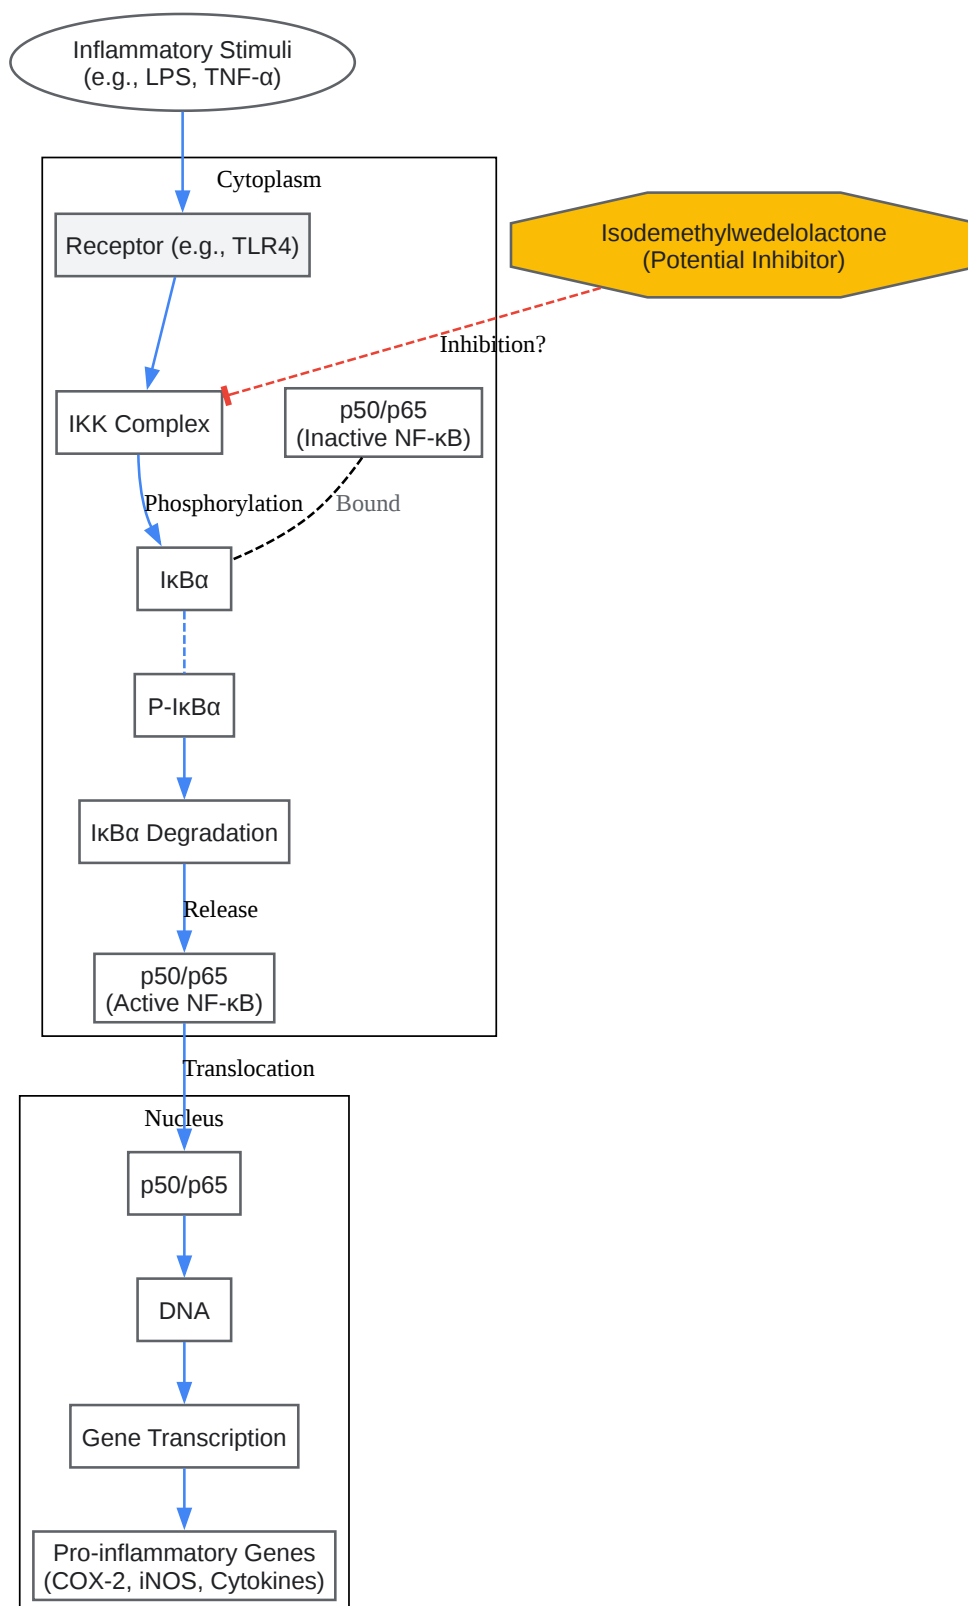 Inflammatory Stimuli
(e.g., LPS, TNF-α)
Cytoplasm
Receptor (e.g., TLR4)
Isodemethylwedelolactone
(Potential Inhibitor)
Inhibition?
IKK Complex
p50/p65
(Inactive NF-κB)
Phosphorylation
Bound
IκBα
P-IκBα
IκBα Degradation
Release
p50/p65
(Active NF-κB)
Translocation
Nucleus
p50/p65
DNA
Gene Transcription
Pro-inflammatory Genes
(COX-2, iNOS, Cytokines)